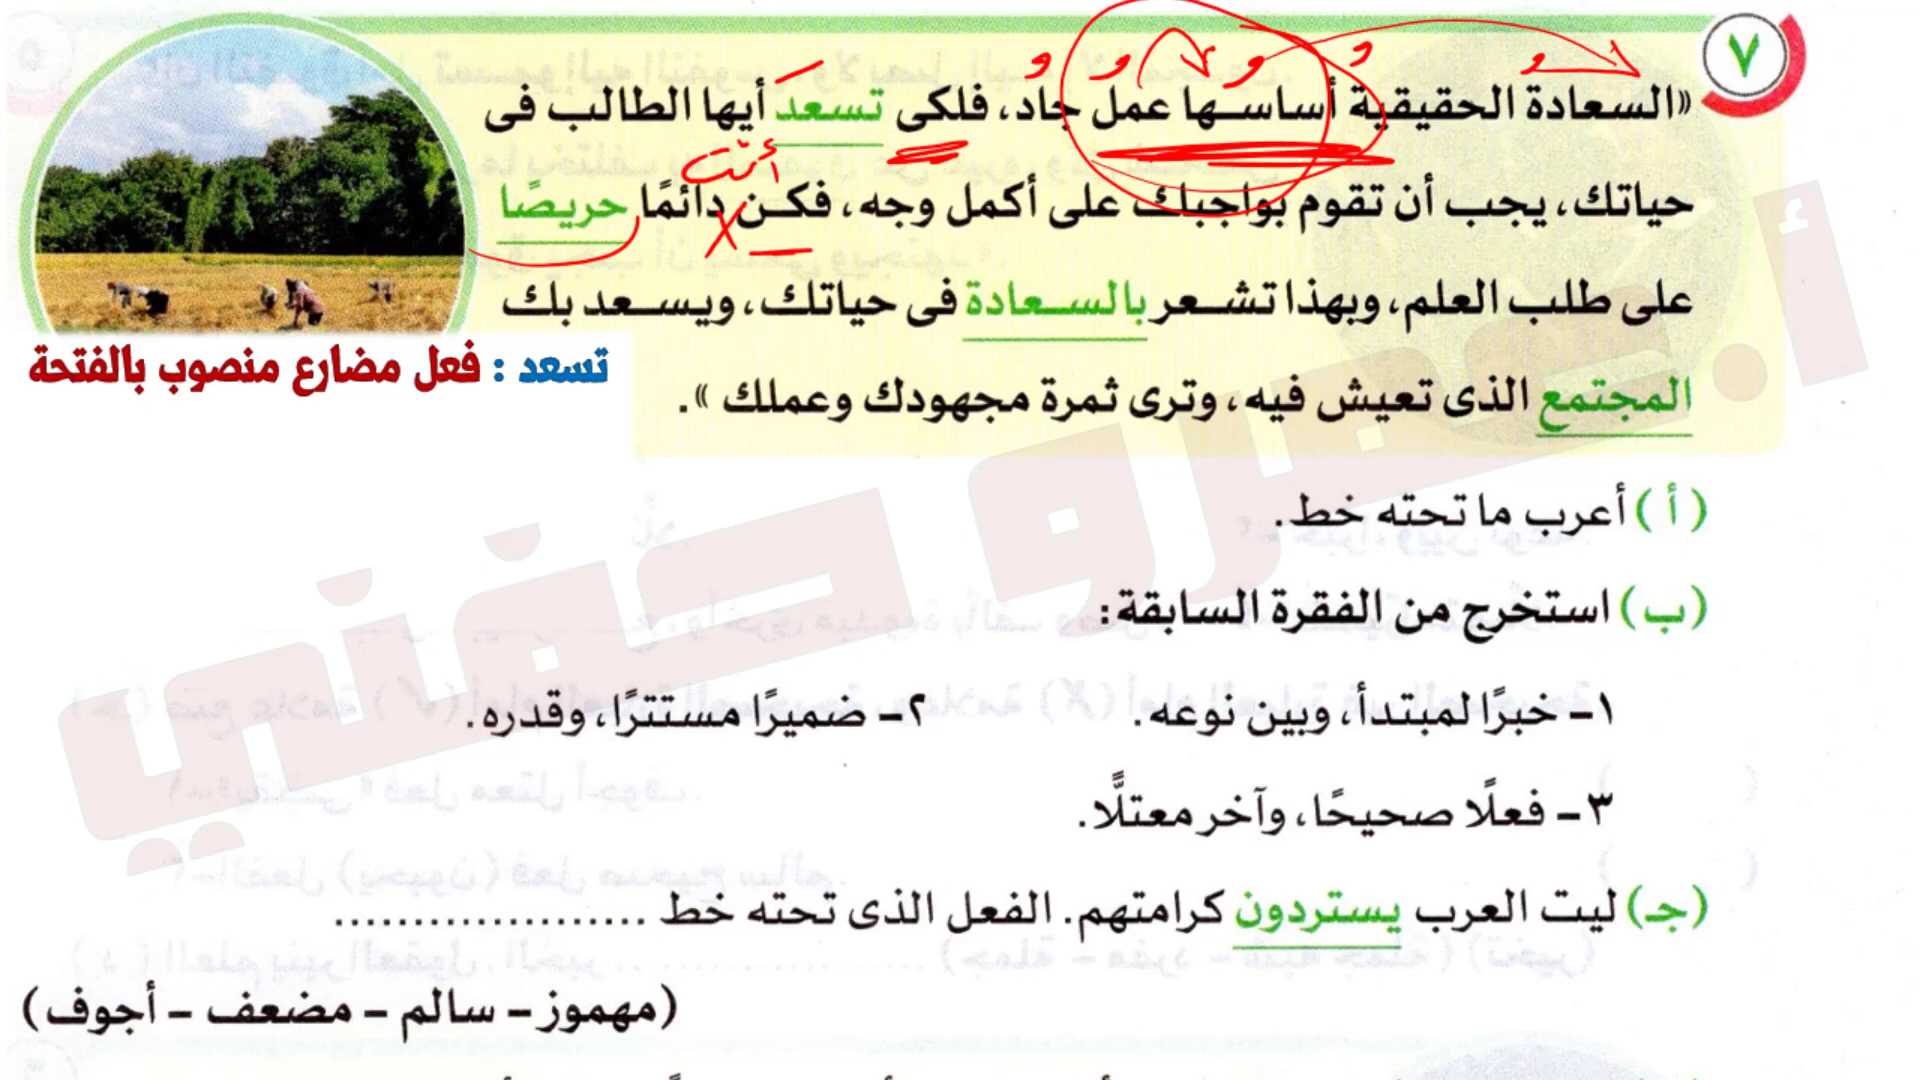 ٧
«السعادة الحقيقية أساسها عمل جاد، فلكى تسعد أيها الطالب فى
أنت
حياتك، يجب أن تقوم بواجبك على أكمل وجه، فكن دائمًا حريصًا
على طلب العلم، وبهذا تشعر بالسعادة فى حياتك، ويسعد بك
تسعد : فعل مضارع منصوب بالفتحة
المجتمع الذى تعيش فيه، وترى ثمرة مجهودك وعملك».
(أ) أعرب ما تحته خط.
(ب) استخرج من الفقرة السابقة:
١- خبرًا لمبتدأ، وبين نوعه. ٢- ضميرًا مستترًا، وقدره.
٣- فعلًا صحيحًا، وآخر معتلًّا.
(جـ) ليت العرب يستردون كرامتهم. الفعل الذى تحته خط ....................
(مهموز - سالم - مضعف - أجوف)
أ. عمرو حفني